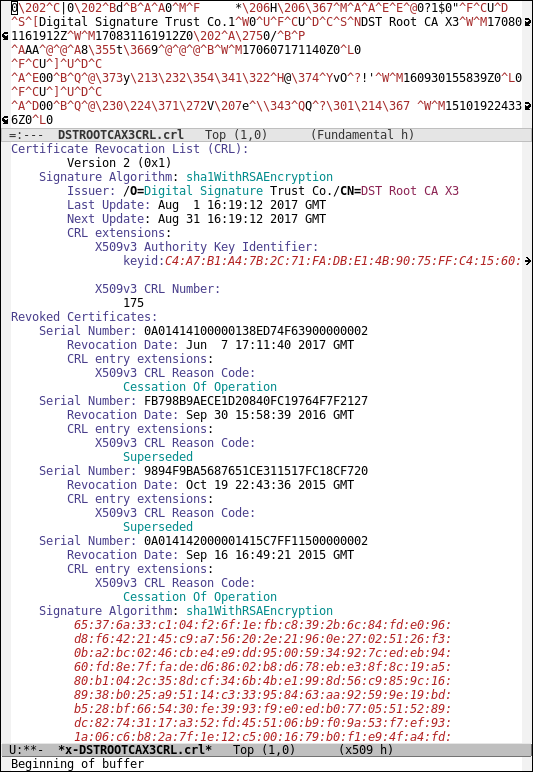 0\202^C|0\202^Bd^B^A^A0^M^F     *\206H\206\367^M^A^A^E^E^@0?1$0"^F^CU^D
^S^[Digital Signature Trust Co.1^W0^U^F^CU^D^C^S^NDST Root CA X3^W^M17080
1161912Z^W^M170831161912Z0\202^A\2750/^B^P
^AAA^@^@^A8\355t\3669^@^@^@^B^W^M170607171140Z0^L0
^F^CU^]^U^D^C
^A^E00^B^Q^@\373y\213\232\354\341\322^H@\374^YvO^?!'^W^M160930155839Z0^L0
^F^CU^]^U^D^C
^A^D00^B^Q^@\230\224\371\272V\207e^\\343^QQ^?\301\214\367 ^W^M15101922433
6Z0^L0
=:---  DSTROOTCAX3CRL.crl   Top (1,0)      (Fundamental h)
Certificate Revocation List (CRL):
Version 2 (0x1)
Signature Algorithm: sha1WithRSAEncryption
Issuer: /O=Digital Signature Trust Co./CN=DST Root CA X3
Last Update: Aug  1 16:19:12 2017 GMT
Next Update: Aug 31 16:19:12 2017 GMT
CRL extensions:
X509v3 Authority Key Identifier:
keyid:C4:A7:B1:A4:7B:2C:71:FA:DB:E1:4B:90:75:FF:C4:15:60:
X509v3 CRL Number:
175
Revoked Certificates:
Serial Number: 0A01414100000138ED74F63900000002
Revocation Date: Jun  7 17:11:40 2017 GMT
CRL entry extensions:
X509v3 CRL Reason Code:
Cessation Of Operation
Serial Number: FB798B9AECE1D20840FC19764F7F2127
Revocation Date: Sep 30 15:58:39 2016 GMT
CRL entry extensions:
X509v3 CRL Reason Code:
Superseded
Serial Number: 9894F9BA5687651CE311517FC18CF720
Revocation Date: Oct 19 22:43:36 2015 GMT
CRL entry extensions:
X509v3 CRL Reason Code:
Superseded
Serial Number: 0A014142000001415C7FF11500000002
Revocation Date: Sep 16 16:49:21 2015 GMT
CRL entry extensions:
X509v3 CRL Reason Code:
Cessation Of Operation
Signature Algorithm: sha1WithRSAEncryption
65:37:6a:33:c1:04:f2:6f:1e:fb:c8:39:2b:6c:84:fd:e0:96:
d8:f6:42:21:45:c9:a7:56:20:2e:21:96:0e:27:02:51:26:f3:
0b:a2:bc:02:46:cb:e4:e9:dd:95:00:59:34:92:7c:ed:eb:94:
60:fd:8e:7f:fa:de:d6:86:02:b8:d6:78:eb:e3:8f:8c:19:a5:
80:b1:04:2c:35:8d:cf:34:6b:4b:e1:99:8d:56:c9:85:9c:16:
89:38:b0:25:a9:51:14:c3:33:95:84:63:aa:92:59:9e:19:bd:
b5:28:bf:66:54:30:fe:39:93:f9:e0:ed:b0:77:05:51:52:89:
dc:82:74:31:17:a3:52:fd:45:51:06:b9:f0:9a:53:f7:ef:93:
1a:06:c6:b8:2a:7f:1e:12:c5:00:16:79:b0:f1:e9:4f:a4:fd:
U:**-  *x-DSTROOTCAX3CRL.crl*   Top (1,0)      (x509 h)
Beginning of buffer